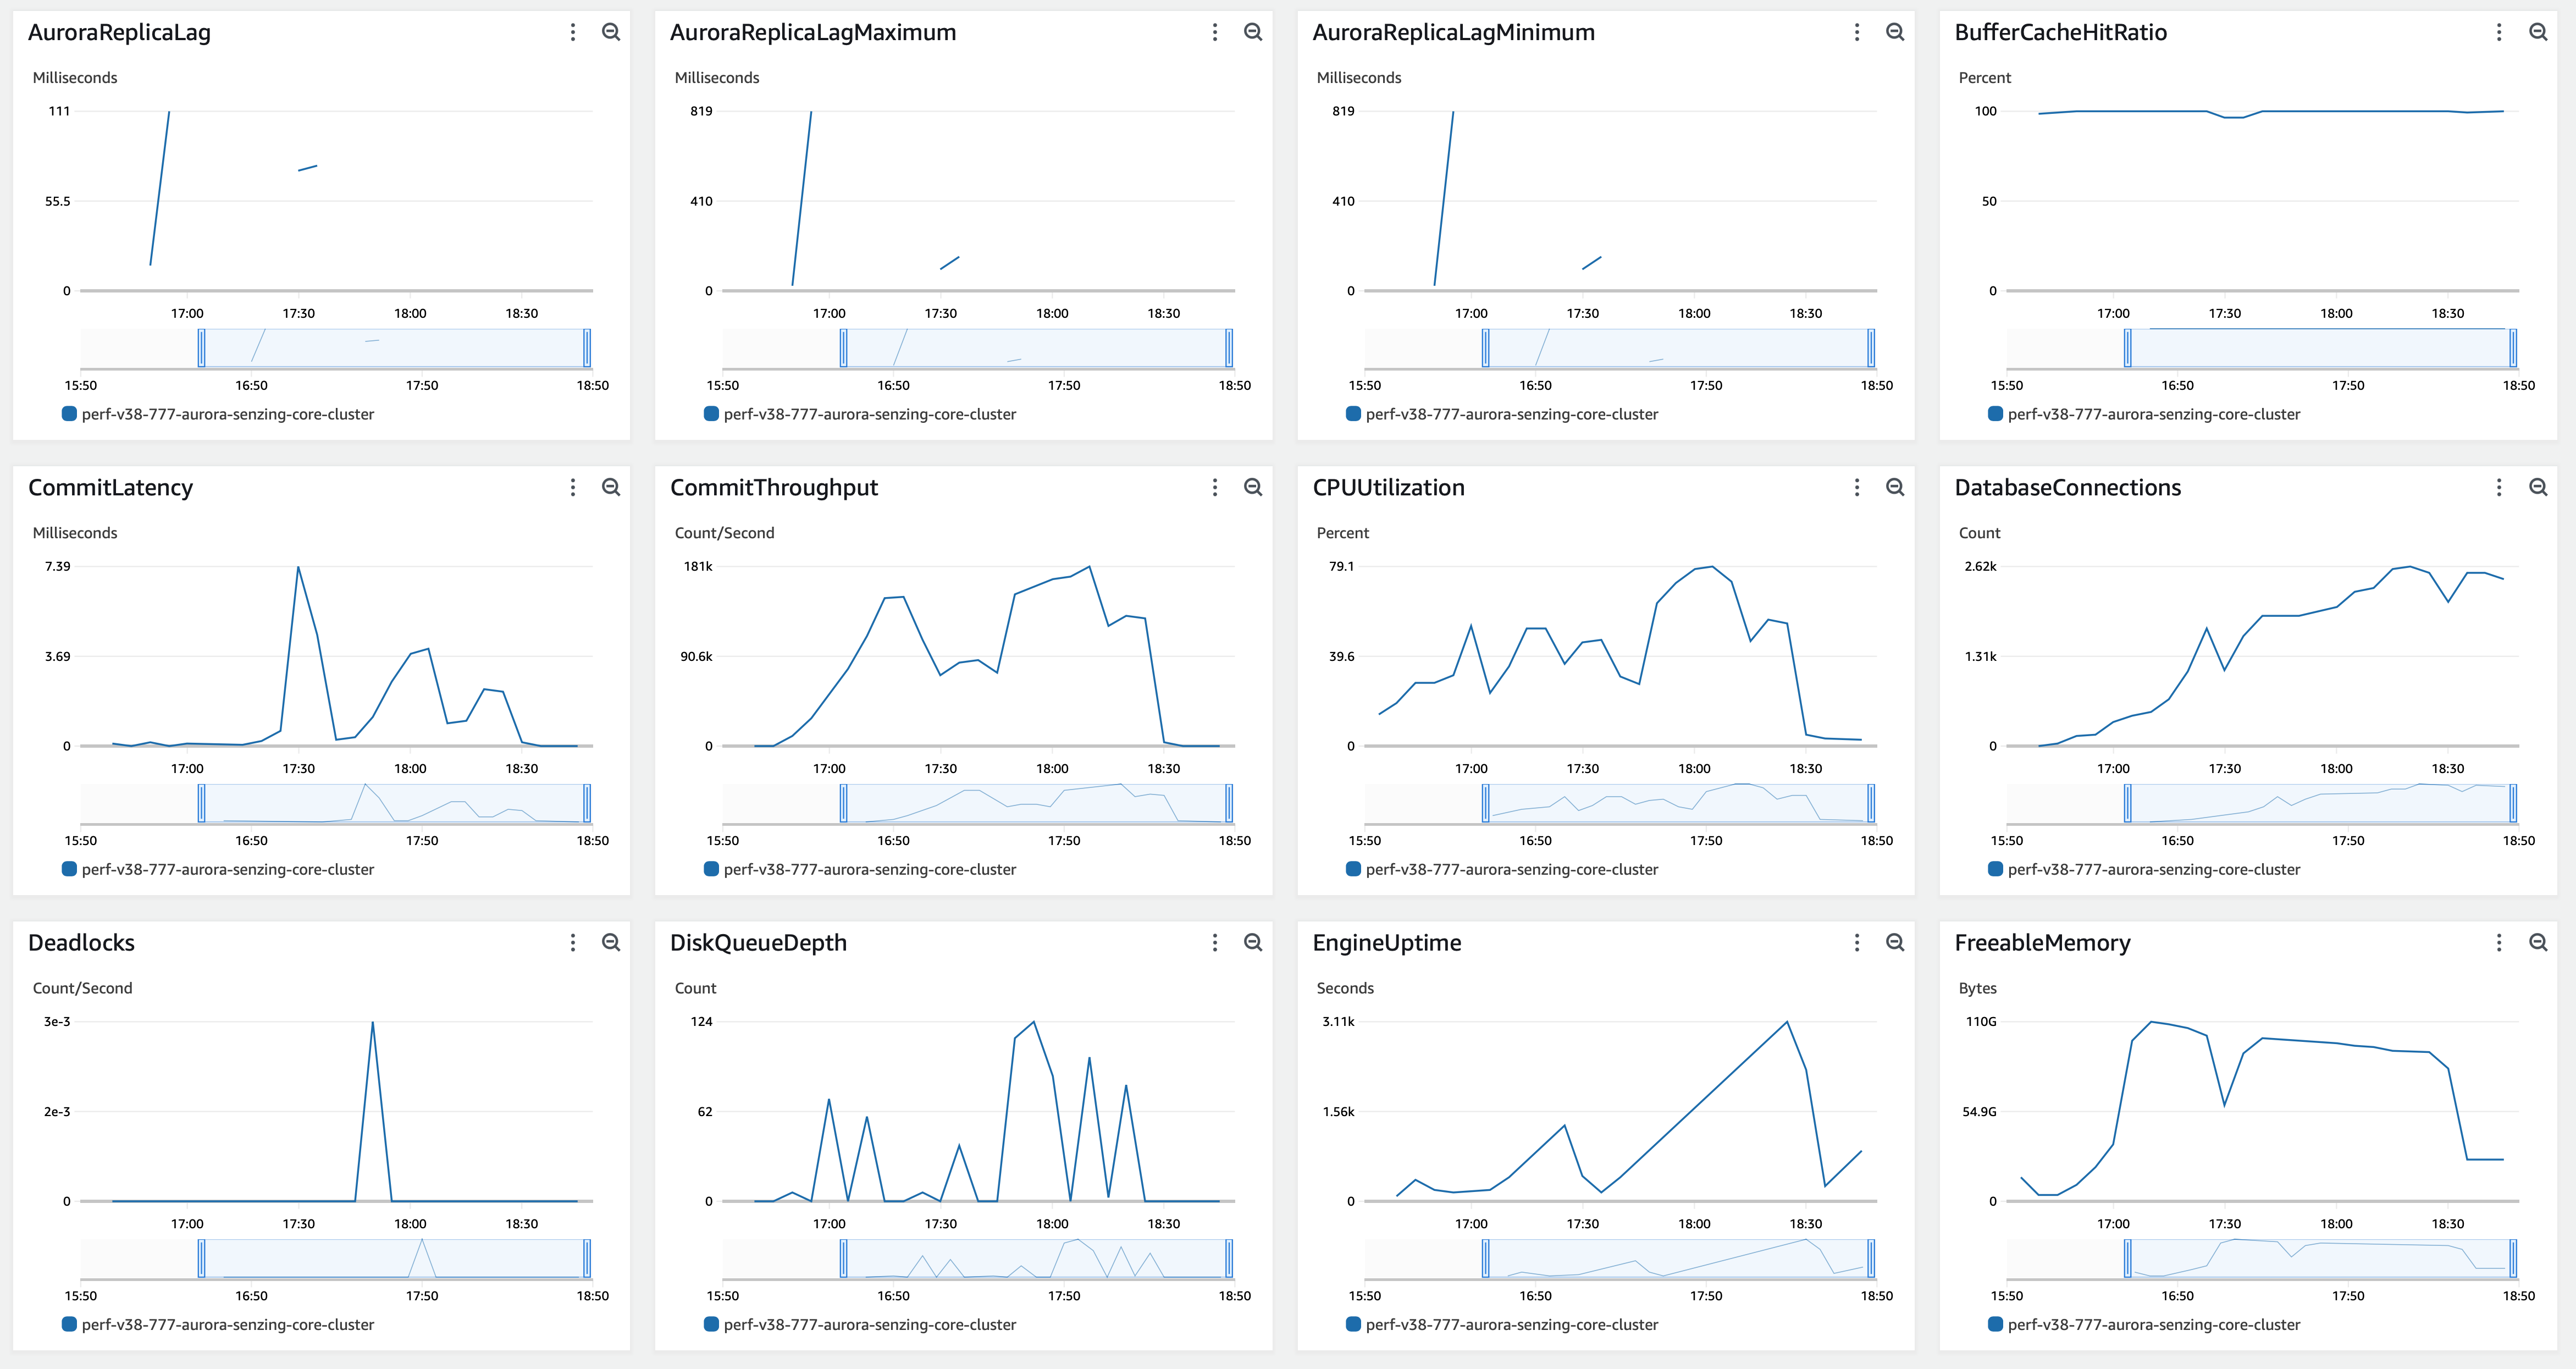 AuroraReplicaLag
Milliseconds
111
55.5
0
17:00 17:30 18:00 18:30
15:50 16:50 17:50 18:50
perf-v38-777-aurora-senzing-core-cluster
AuroraReplicaLagMaximum
Milliseconds
819
410
0
17:00 17:30 18:00 18:30
15:50 16:50 17:50 18:50
perf-v38-777-aurora-senzing-core-cluster
AuroraReplicaLagMinimum
Milliseconds
819
410
0
17:00 17:30 18:00 18:30
15:50 16:50 17:50 18:50
perf-v38-777-aurora-senzing-core-cluster
BufferCacheHitRatio
Percent
100
50
0
17:00 17:30 18:00 18:30
15:50 16:50 17:50 18:50
perf-v38-777-aurora-senzing-core-cluster
CommitLatency
Milliseconds
7.39
3.69
0
17:00 17:30 18:00 18:30
15:50 16:50 17:50 18:50
perf-v38-777-aurora-senzing-core-cluster
CommitThroughput
Count/Second
181k
90.6k
0
17:00 17:30 18:00 18:30
15:50 16:50 17:50 18:50
perf-v38-777-aurora-senzing-core-cluster
CPUUtilization
Percent
79.1
39.6
0
17:00 17:30 18:00 18:30
15:50 16:50 17:50 18:50
perf-v38-777-aurora-senzing-core-cluster
DatabaseConnections
Count
2.62k
1.31k
0
17:00 17:30 18:00 18:30
15:50 16:50 17:50 18:50
perf-v38-777-aurora-senzing-core-cluster
Deadlocks
Count/Second
3e-3
2e-3
0
17:00 17:30 18:00 18:30
15:50 16:50 17:50 18:50
perf-v38-777-aurora-senzing-core-cluster
DiskQueueDepth
Count
124
62
0
17:00 17:30 18:00 18:30
15:50 16:50 17:50 18:50
perf-v38-777-aurora-senzing-core-cluster
EngineUptime
Seconds
3.11k
1.56k
0
17:00 17:30 18:00 18:30
15:50 16:50 17:50 18:50
perf-v38-777-aurora-senzing-core-cluster
FreeableMemory
Bytes
110G
54.9G
0
17:00 17:30 18:00 18:30
15:50 16:50 17:50 18:50
perf-v38-777-aurora-senzing-core-cluster